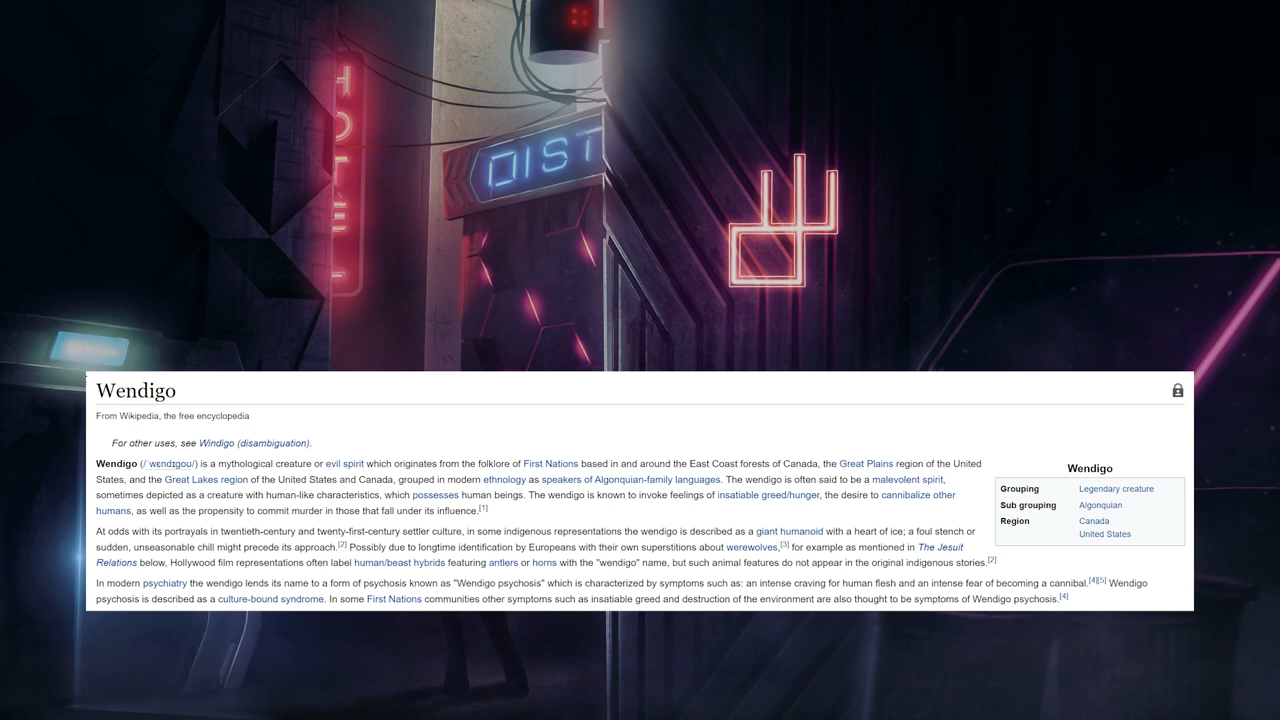 HOTEL
DIST
Wendigo
From Wikipedia, the free encyclopedia
For other uses, see Windigo (disambiguation).
Wendigo (/ˈwɛndɪɡoʊ/) is a mythological creature or evil spirit which originates from the folklore of First Nations based in and around the East Coast forests of Canada, the Great Plains region of the United
States, and the Great Lakes region of the United States and Canada, grouped in modern ethnology as speakers of Algonquian-family languages. The wendigo is often said to be a malevolent spirit,
sometimes depicted as a creature with human-like characteristics, which possesses human beings. The wendigo is known to invoke feelings of insatiable greed/hunger, the desire to cannibalize other
humans, as well as the propensity to commit murder in those that fall under its influence.[1]
Wendigo
Grouping Legendary creature
Sub grouping Algonquian
Region Canada
United States
At odds with its portrayals in twentieth-century and twenty-first-century settler culture, in some indigenous representations the wendigo is described as a giant humanoid with a heart of ice; a foul stench or
sudden, unseasonable chill might precede its approach.[2] Possibly due to longtime identification by Europeans with their own superstitions about werewolves,[3] for example as mentioned in The Jesuit
Relations below, Hollywood film representations often label human/beast hybrids featuring antlers or horns with the "wendigo" name, but such animal features do not appear in the original indigenous stories.[2]
In modern psychiatry the wendigo lends its name to a form of psychosis known as "Wendigo psychosis" which is characterized by symptoms such as: an intense craving for human flesh and an intense fear of becoming a cannibal.[4][5] Wendigo
psychosis is described as a culture-bound syndrome. In some First Nations communities other symptoms such as insatiable greed and destruction of the environment are also thought to be symptoms of Wendigo psychosis.[4]